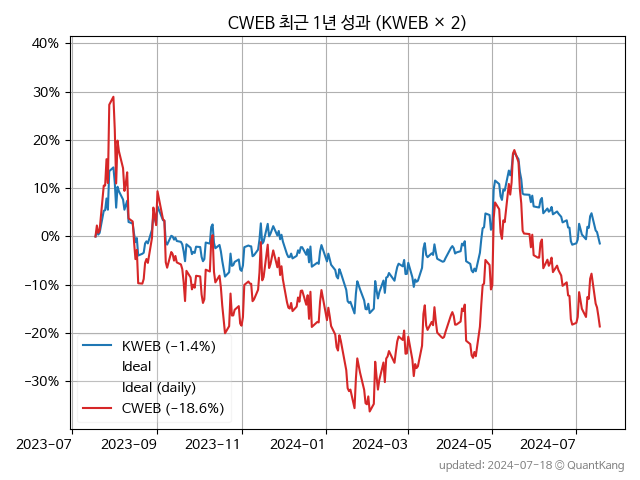 CWEB 최근 1년 성과 (KWEB × 2)
40%
30%
20%
10%
0%
−10%
−20%
−30%
KWEB (−1.4%)
Ideal
Ideal (daily)
CWEB (−18.6%)
2023−07 2023−09 2023−11 2024−01 2024−03 2024−05 2024−07
updated: 2024-07-18 © QuantKang